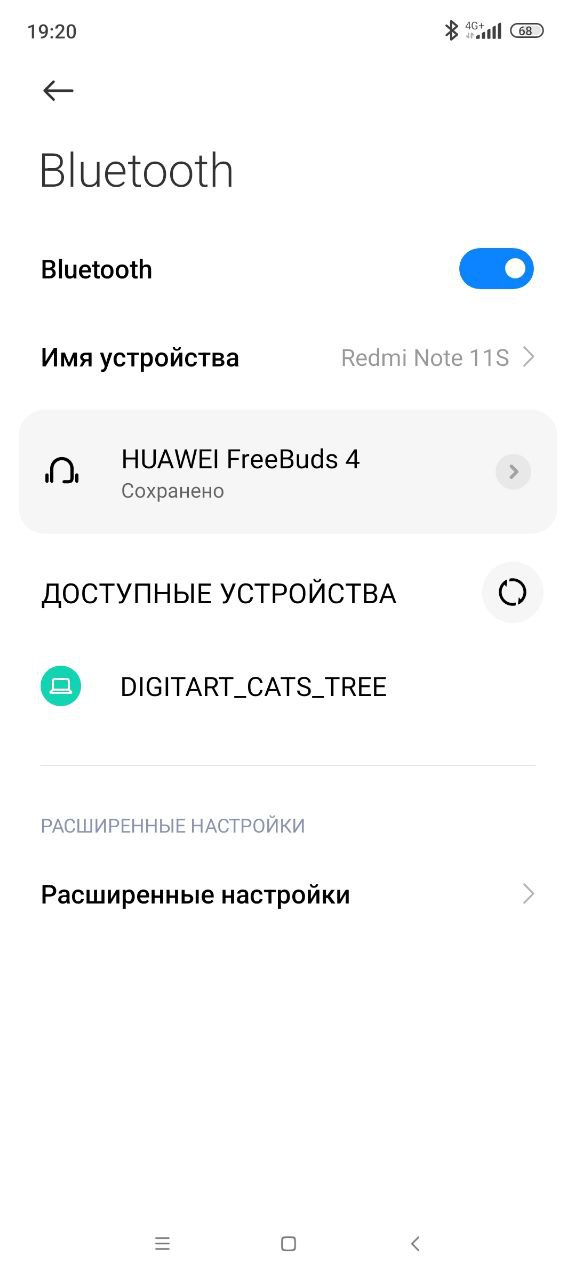 19:20
4G+
68
Bluetooth
Bluetooth
Имя устройства
Redmi Note 11S
HUAWEI FreeBuds 4
Сохранено
ДОСТУПНЫЕ УСТРОЙСТВА
DIGITART_CATS_TREE
РАСШИРЕННЫЕ НАСТРОЙКИ
Расширенные настройки